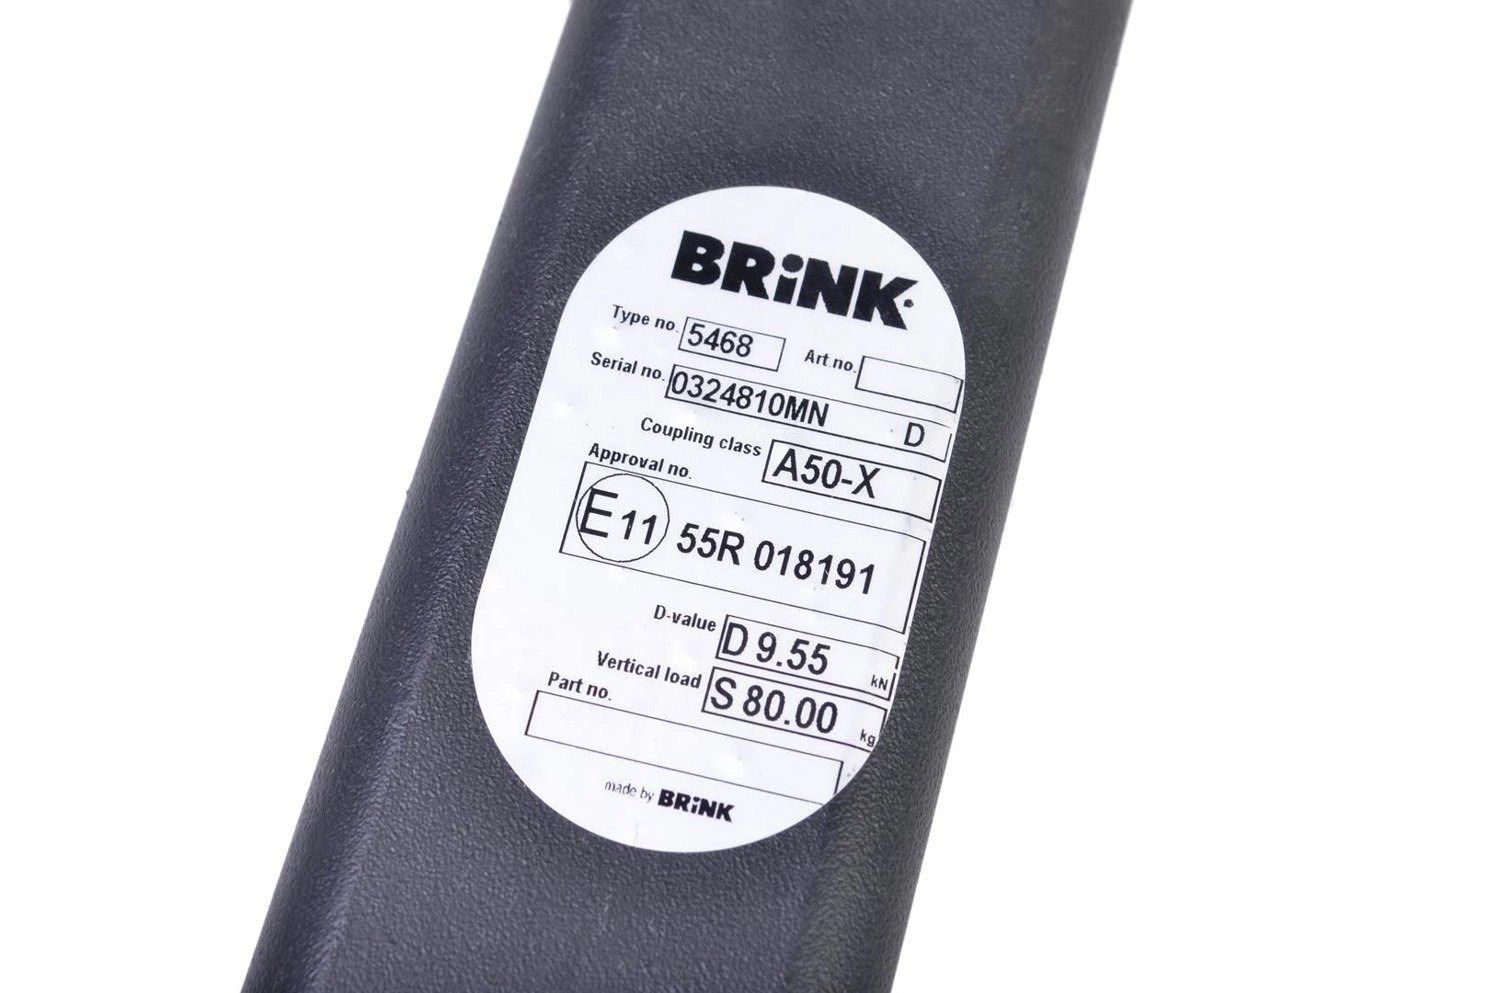 BRiNK
Type no. 5468 Art no.
Serial no. 0324810MN D
Coupling class A50-X
Approval no.
E11 55R 018191
D-value D 9.55 kN
Vertical load S 80.00 kg
Part no.
made by BRiNK